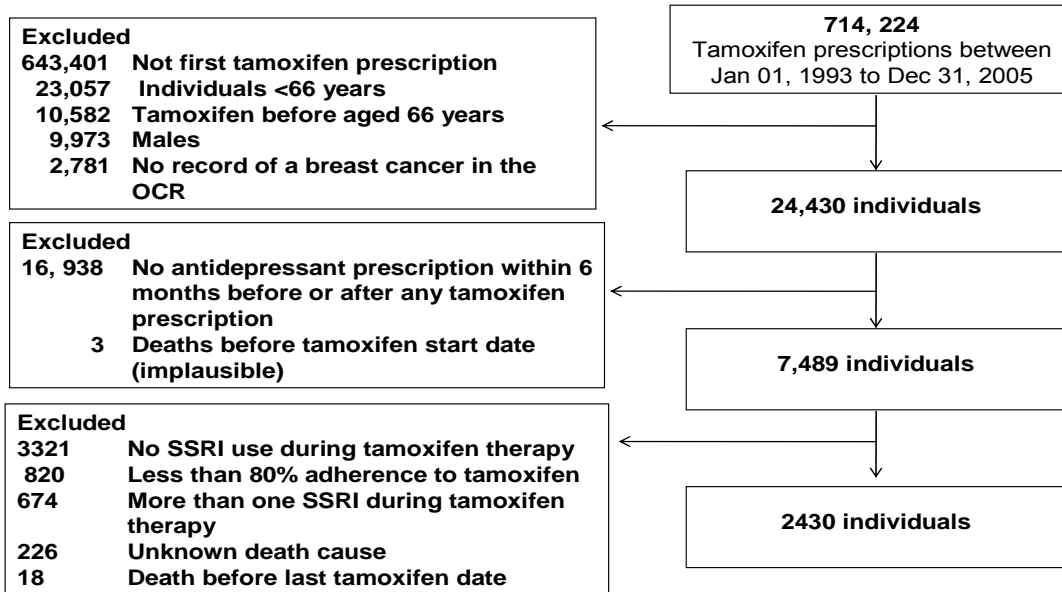 714, 224
Tamoxifen prescriptions between
Jan 01, 1993 to Dec 31, 2005
Excluded
643,401 Not first tamoxifen prescription
23,057 Individuals <66 years
10,582 Tamoxifen before aged 66 years
9,973 Males
2,781 No record of a breast cancer in the
OCR
24,430 individuals
Excluded
16, 938 No antidepressant prescription within 6
months before or after any tamoxifen
prescription
3 Deaths before tamoxifen start date
(implausible)
7,489 individuals
Excluded
3321 No SSRI use during tamoxifen therapy
820 Less than 80% adherence to tamoxifen
674 More than one SSRI during tamoxifen
therapy
226 Unknown death cause
18 Death before last tamoxifen date
2430 individuals